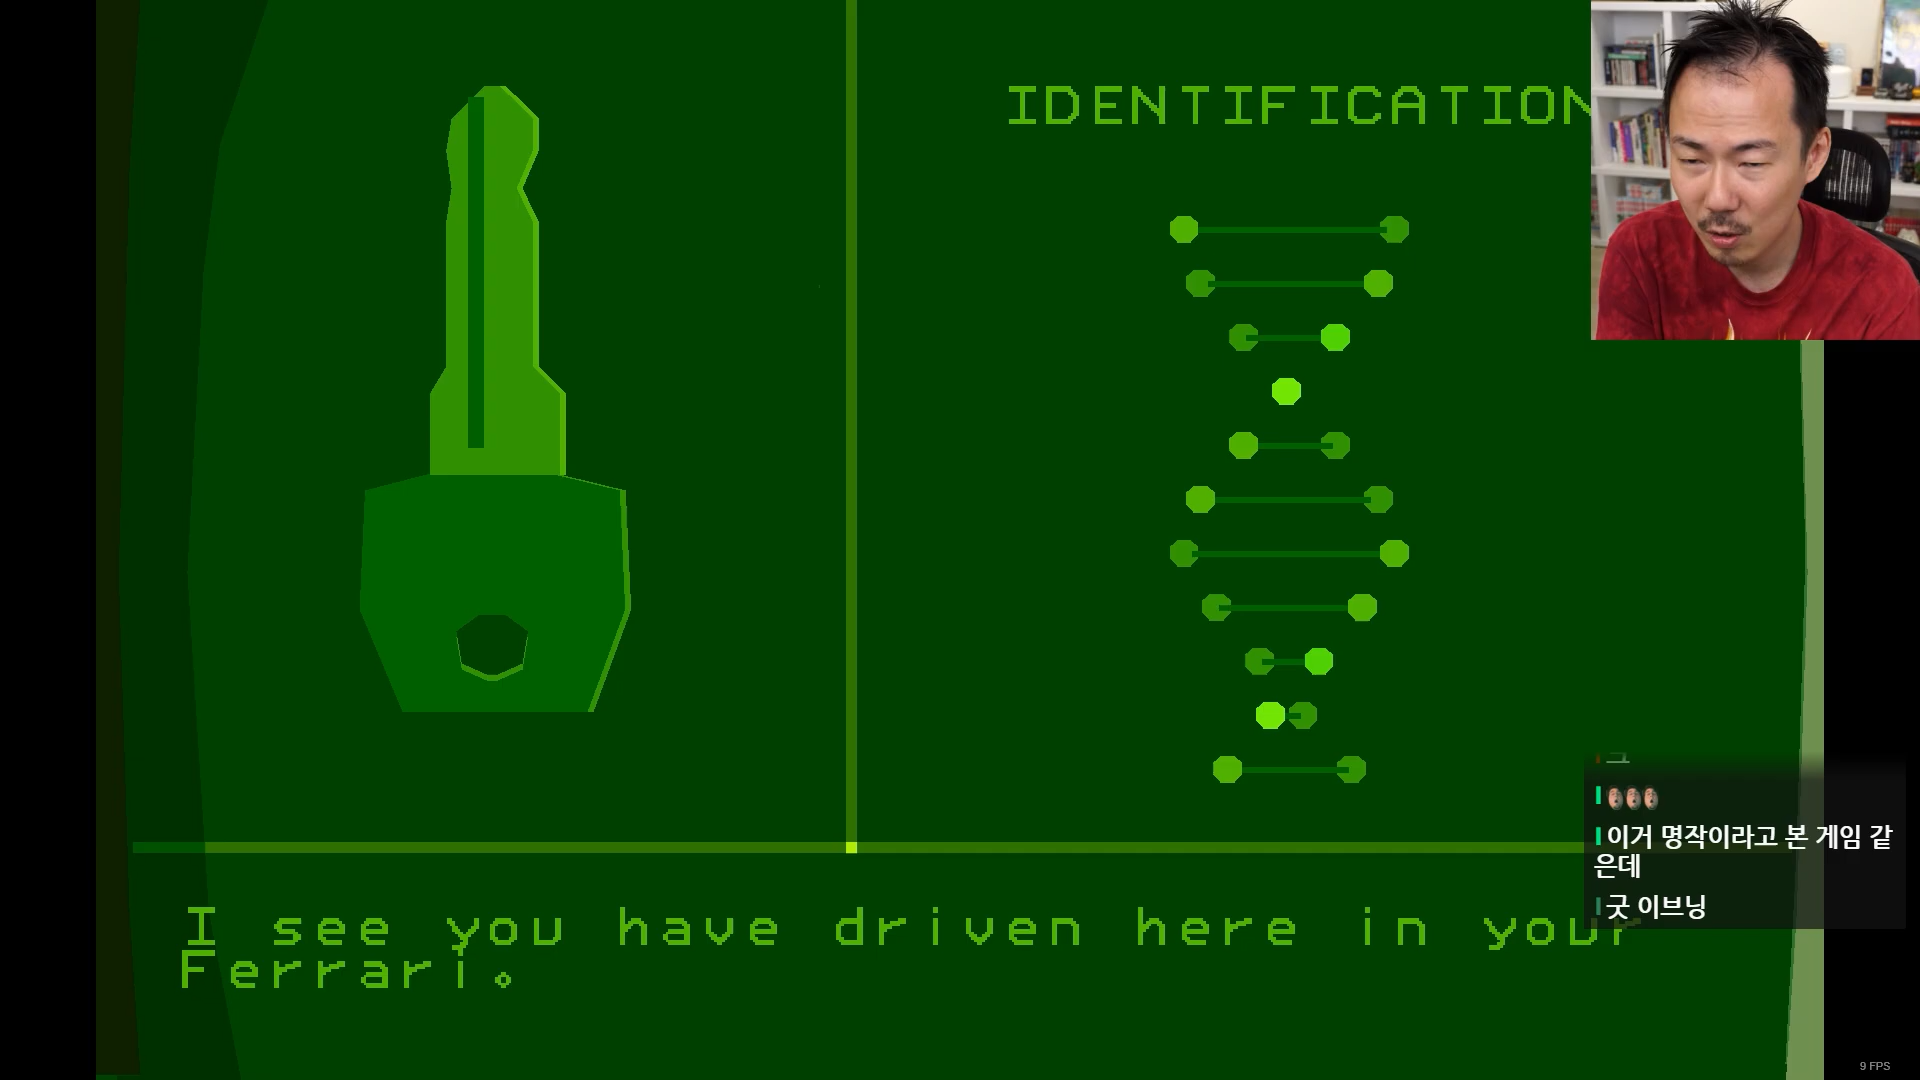 IDENTIFICATION
I see you have driven here in your
Ferrari.
그
이거 명작이라고 본 게임 같
은데
굿 이브닝
9 FPS